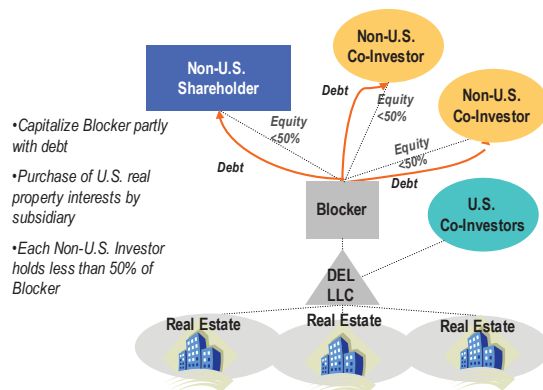 Non-U.S.
Co-Investor
Non-U.S.
Shareholder
Debt
Equity
<50%
Non-U.S.
Co-Investor
•Capitalize Blocker partly
with debt
Equity
<50%
Equity
<50%
Debt
Debt
•Purchase of U.S. real
property interests by
subsidiary
Blocker
U.S.
Co-Investors
•Each Non-U.S. Investor
holds less than 50% of
Blocker
DEL
LLC
Real Estate
Real Estate
Real Estate